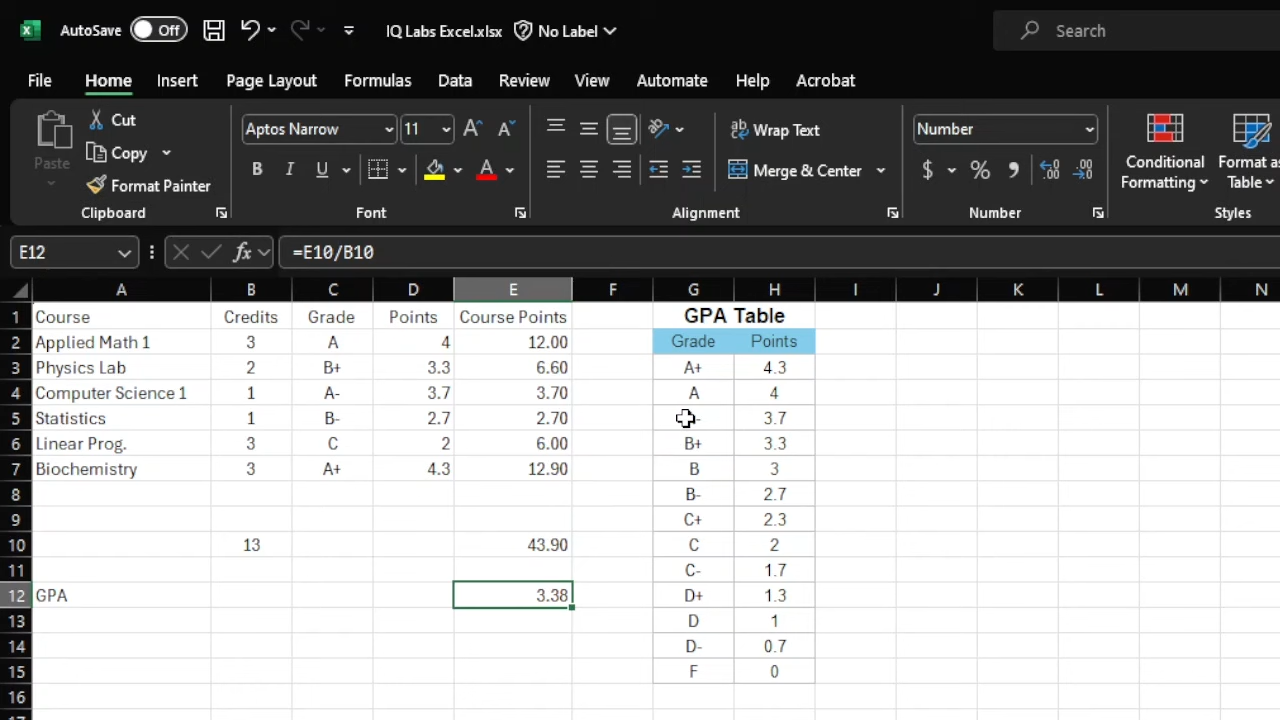 AutoSave Off IQ Labs Excel.xlsx No Label Search
File Home Insert Page Layout Formulas Data Review View Automate Help Acrobat
Paste Cut Copy Format Painter Clipboard
Aptos Narrow 11 B I U A Font
ab Wrap Text Merge & Center Alignment
Number $ % 9 Number
Conditional Formatting Format as Table Styles
E12 fx =E10/B10
A B C D E F G H I J K L M N
1 Course Credits Grade Points Course Points GPA Table
2 Applied Math 1 3 A 4 12.00 Grade Points
3 Physics Lab 2 B+ 3.3 6.60 A+ 4.3
4 Computer Science 1 1 A- 3.7 3.70 A 4
5 Statistics 1 B- 2.7 2.70 3.7
6 Linear Prog. 3 C 2 6.00 B+ 3.3
7 Biochemistry 3 A+ 4.3 12.90 B 3
8 B- 2.7
9 C+ 2.3
10 13 43.90 C 2
11 C- 1.7
12 GPA 3.38 D+ 1.3
13 D 1
14 D- 0.7
15 F 0
16